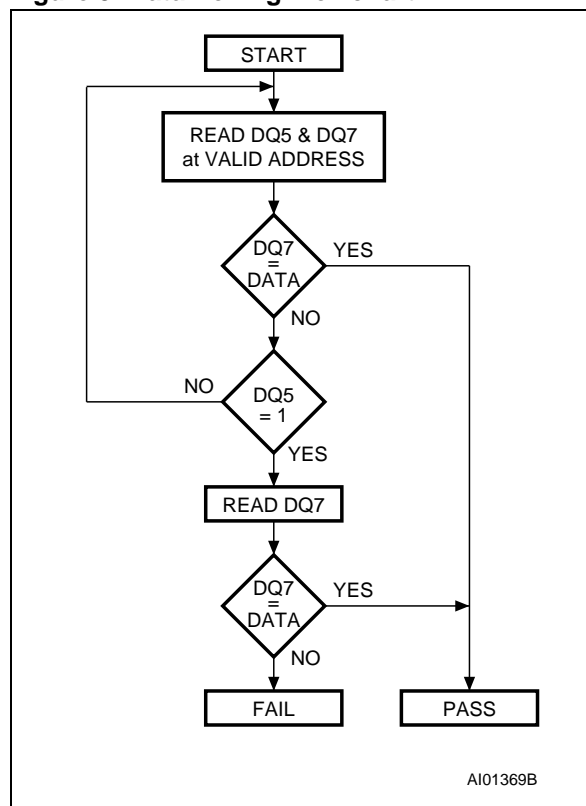 START
READ DQ5 & DQ7
at VALID ADDRESS
DQ7
=
DATA
YES
NO
NO
DQ5
= 1
YES
READ DQ7
DQ7
=
DATA
YES
NO
FAIL
PASS
AI01369B